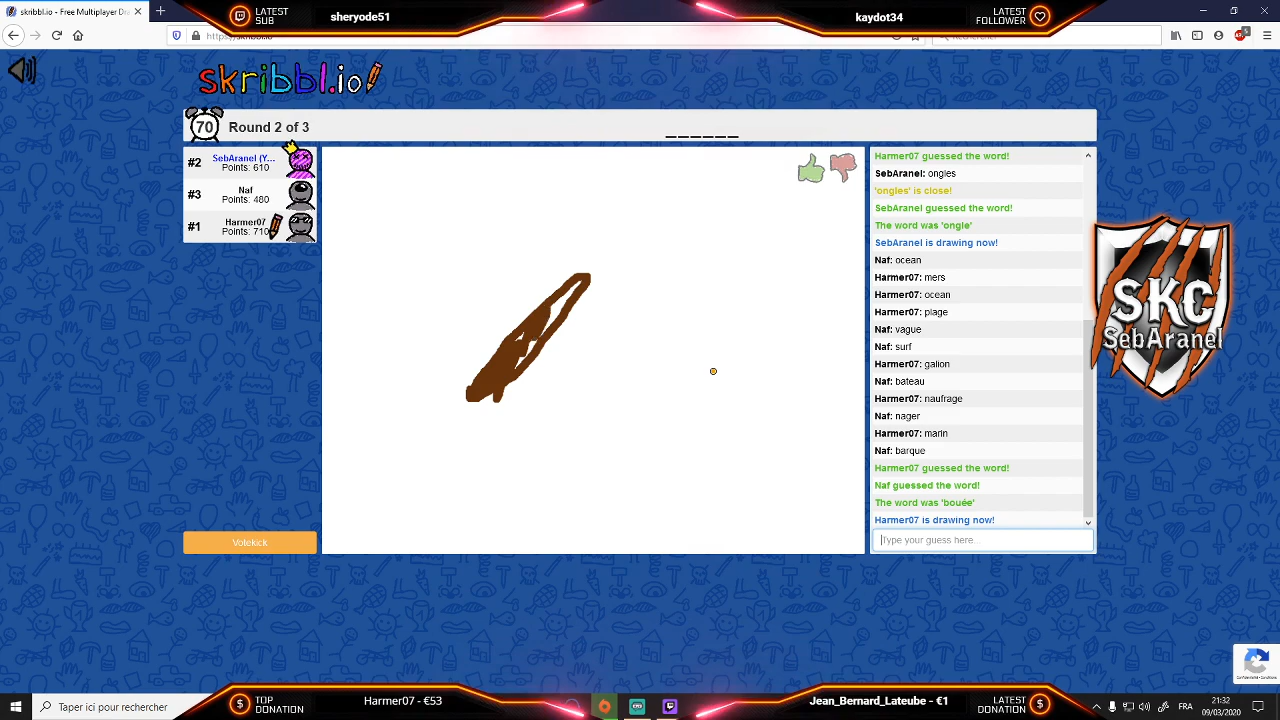 skribbl.io - Free Multiplayer Dra
LATEST SUB
sheryode51
kaydot34
LATEST FOLLOWER
skribbl.io
70
Round 2 of 3
______
#2
SebAranel (Y...
Points: 610
#3
Naf
Points: 480
#1
Harmer07
Points: 710
Votekick
Harmer07 guessed the word!
SebAranel: ongles
'ongles' is close!
SebAranel guessed the word!
The word was 'ongle'
SebAranel is drawing now!
Naf: ocean
Harmer07: mers
Harmer07: ocean
Harmer07: plage
Naf: vague
Naf: surf
Harmer07: galion
Naf: bateau
Harmer07: naufrage
Naf: nager
Harmer07: marin
Naf: barque
Harmer07 guessed the word!
Naf guessed the word!
The word was 'bouée'
Harmer07 is drawing now!
Type your guess here...
SKC
SebAranel
TOP DONATION
Harmer07 - €53
Jean_Bernard_Lateube - €1
LATEST DONATION
Taper ici pour rechercher
FRA
21:32
09/03/2020